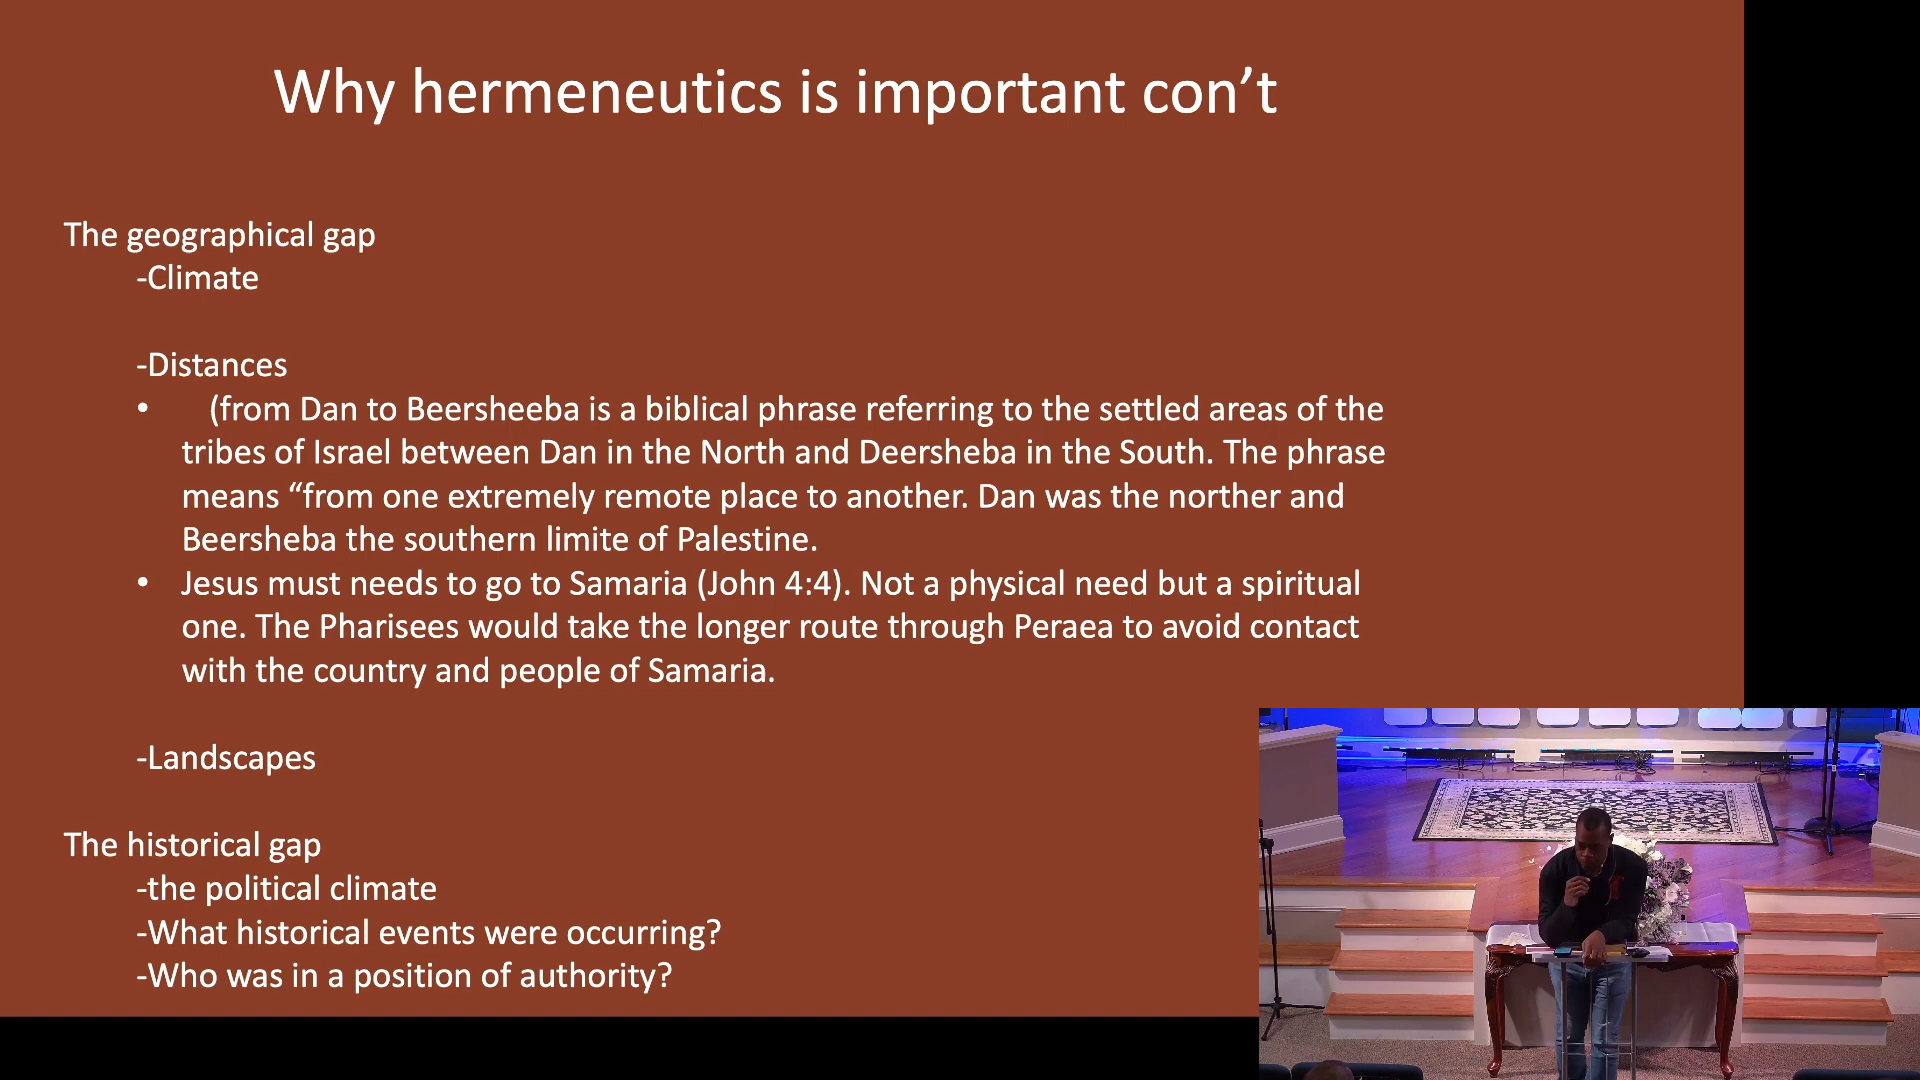 Why hermeneutics is important con’t
The geographical gap
-Climate
-Distances
• (from Dan to Beersheeba is a biblical phrase referring to the settled areas of the
tribes of Israel between Dan in the North and Deersheba in the South. The phrase
means “from one extremely remote place to another. Dan was the norther and
Beersheba the southern limite of Palestine.
• Jesus must needs to go to Samaria (John 4:4). Not a physical need but a spiritual
one. The Pharisees would take the longer route through Peraea to avoid contact
with the country and people of Samaria.
-Landscapes
The historical gap
-the political climate
-What historical events were occurring?
-Who was in a position of authority?